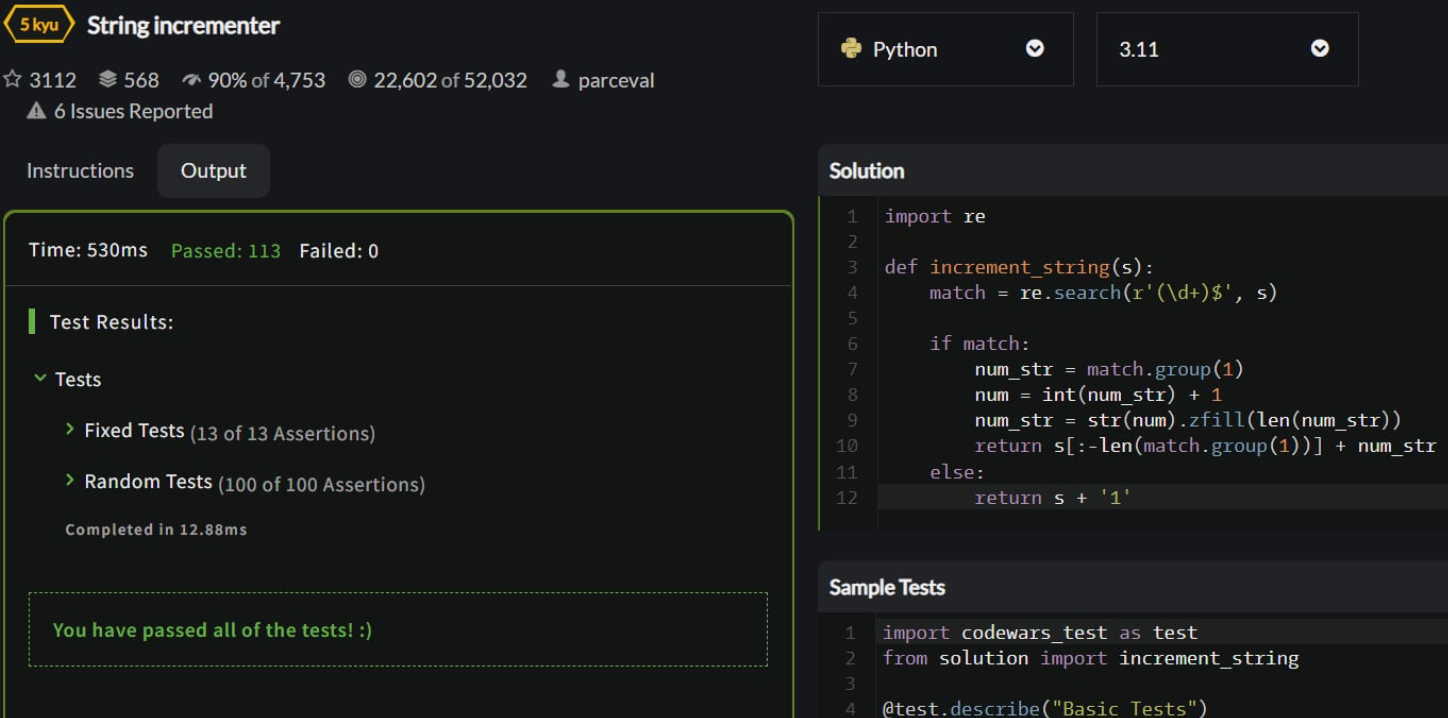 5 kyu String incrementer
3112 568 90% of 4,753 22,602 of 52,032 parceval
6 Issues Reported
Instructions Output
Time: 530ms Passed: 113 Failed: 0
Test Results:
Tests
Fixed Tests (13 of 13 Assertions)
Random Tests (100 of 100 Assertions)
Completed in 12.88ms
You have passed all of the tests! :)
Python 3.11
Solution
1 import re
2
3 def increment_string(s):
4     match = re.search(r'(\d+)$', s)
5
6     if match:
7         num_str = match.group(1)
8         num = int(num_str) + 1
9         num_str = str(num).zfill(len(num_str))
10         return s[:-len(match.group(1))] + num_str
11     else:
12         return s + '1'
Sample Tests
1 import codewars_test as test
2 from solution import increment_string
3
4 @test.describe("Basic Tests")